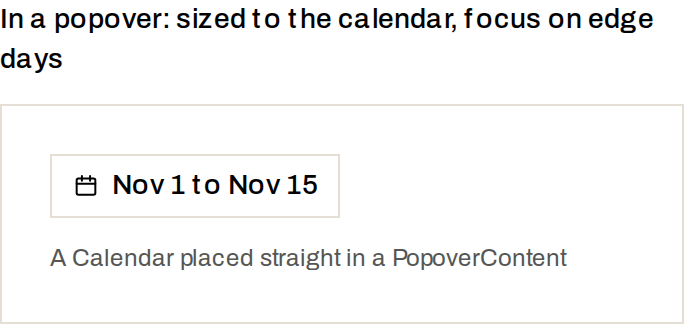 In a popover: sized to the calendar, focus on edge
days
Nov 1 to Nov 15
A Calendar placed straight in a PopoverContent